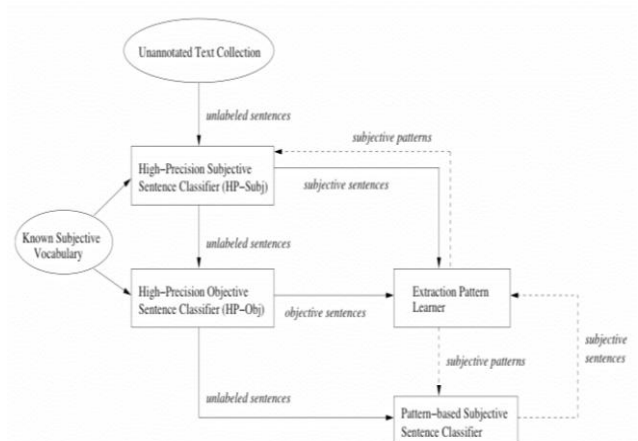 Unannotated Text Collection
unlabeled sentences
subjective patterns
High-Precision Subjective
Sentence Classifier (HP-Subj)
subjective sentences
Known Subjective
Vocabulary
unlabeled sentences
High-Precision Objective
Sentence Classifier (HP-Obj)
objective sentences
Extraction Pattern
Learner
subjective
sentences
subjective patterns
unlabeled sentences
Pattern-based Subjective
Sentence Classifier